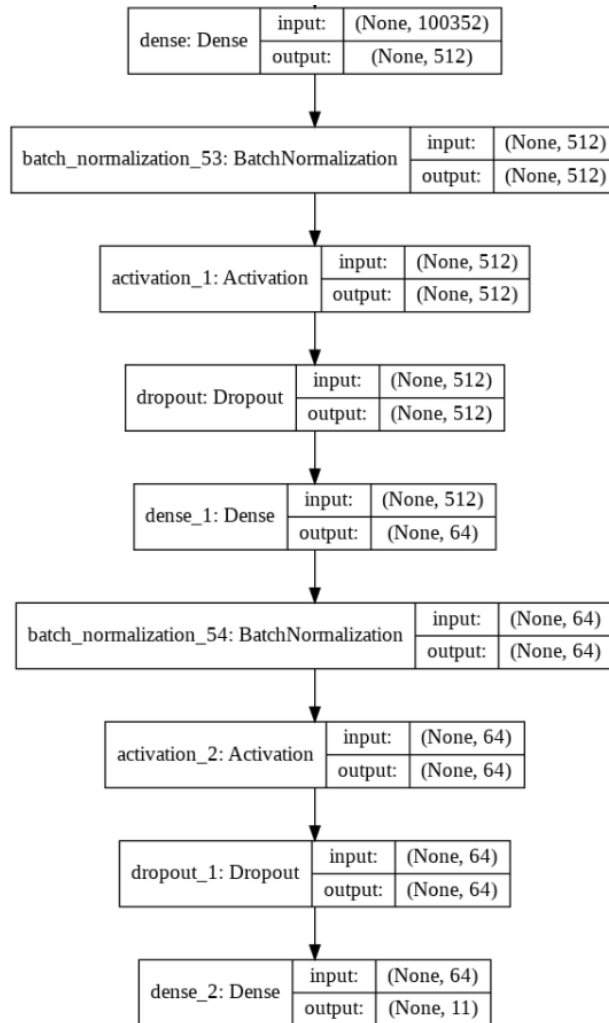 dense: Dense input: (None, 100352)
output: (None, 512)
batch_normalization_53: BatchNormalization input: (None, 512)
output: (None, 512)
activation_1: Activation input: (None, 512)
output: (None, 512)
dropout: Dropout input: (None, 512)
output: (None, 512)
dense_1: Dense input: (None, 512)
output: (None, 64)
batch_normalization_54: BatchNormalization input: (None, 64)
output: (None, 64)
activation_2: Activation input: (None, 64)
output: (None, 64)
dropout_1: Dropout input: (None, 64)
output: (None, 64)
dense_2: Dense input: (None, 64)
output: (None, 11)